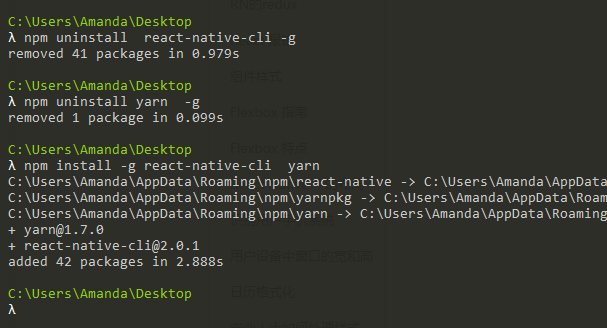 C:\Users\Amanda\Desktop
λ npm uninstall  react-native-cli -g
removed 41 packages in 0.979s
C:\Users\Amanda\Desktop
λ npm uninstall yarn  -g
removed 1 package in 0.099s
C:\Users\Amanda\Desktop
λ npm install -g react-native-cli  yarn
C:\Users\Amanda\AppData\Roaming\npm\react-native -> C:\Users\Amanda\AppData
C:\Users\Amanda\AppData\Roaming\npm\yarnpkg -> C:\Users\Amanda\AppData\Roam
C:\Users\Amanda\AppData\Roaming\npm\yarn -> C:\Users\Amanda\AppData\Roaming
+ yarn@1.7.0
+ react-native-cli@2.0.1
added 42 packages in 2.888s
C:\Users\Amanda\Desktop
λ